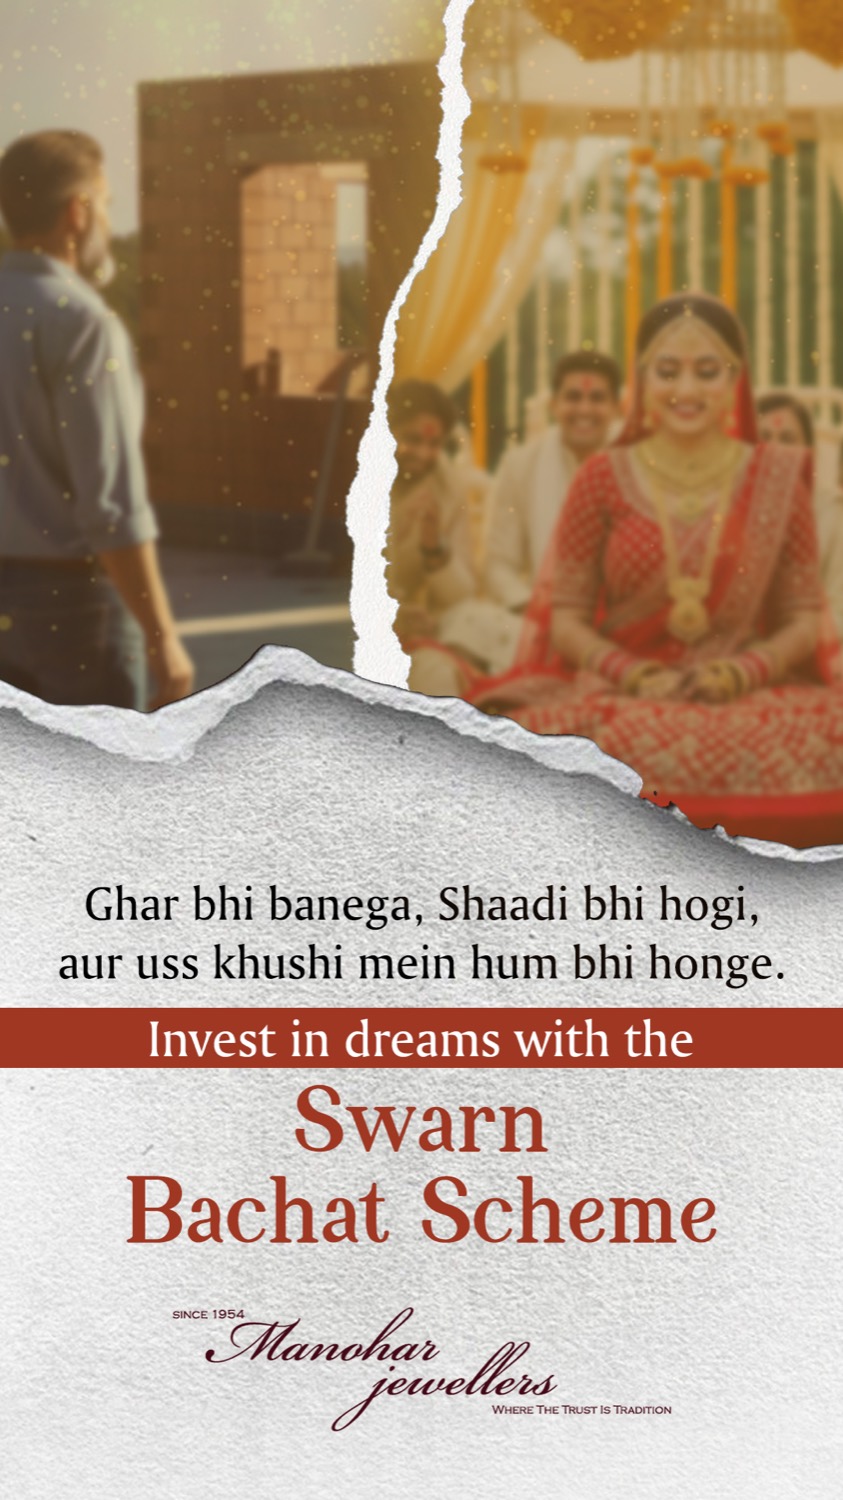 Ghar bhi banega, Shaadi bhi hogi,
aur uss khushi mein hum bhi honge.
Invest in dreams with the
Swarn
Bachat Scheme
SINCE 1954
Manohar
jewellers
WHERE THE TRUST IS TRADITION